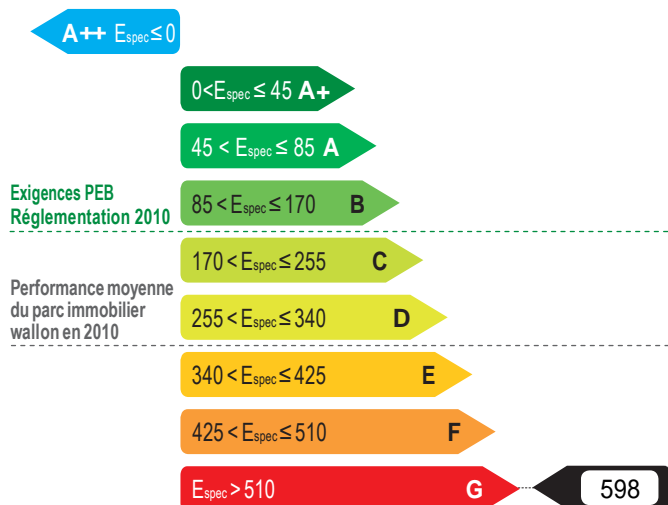 A++ Espec ≤ 0
0<Espec ≤ 45 A+
45 < Espec ≤ 85 A
Exigences PEB
Réglementation 2010
85 < Espec ≤ 170 B
170 < Espec ≤ 255 C
Performance moyenne
du parc immobilier
wallon en 2010
255 < Espec ≤ 340 D
340 < Espec ≤ 425 E
425 < Espec ≤ 510 F
Espec > 510 G 598